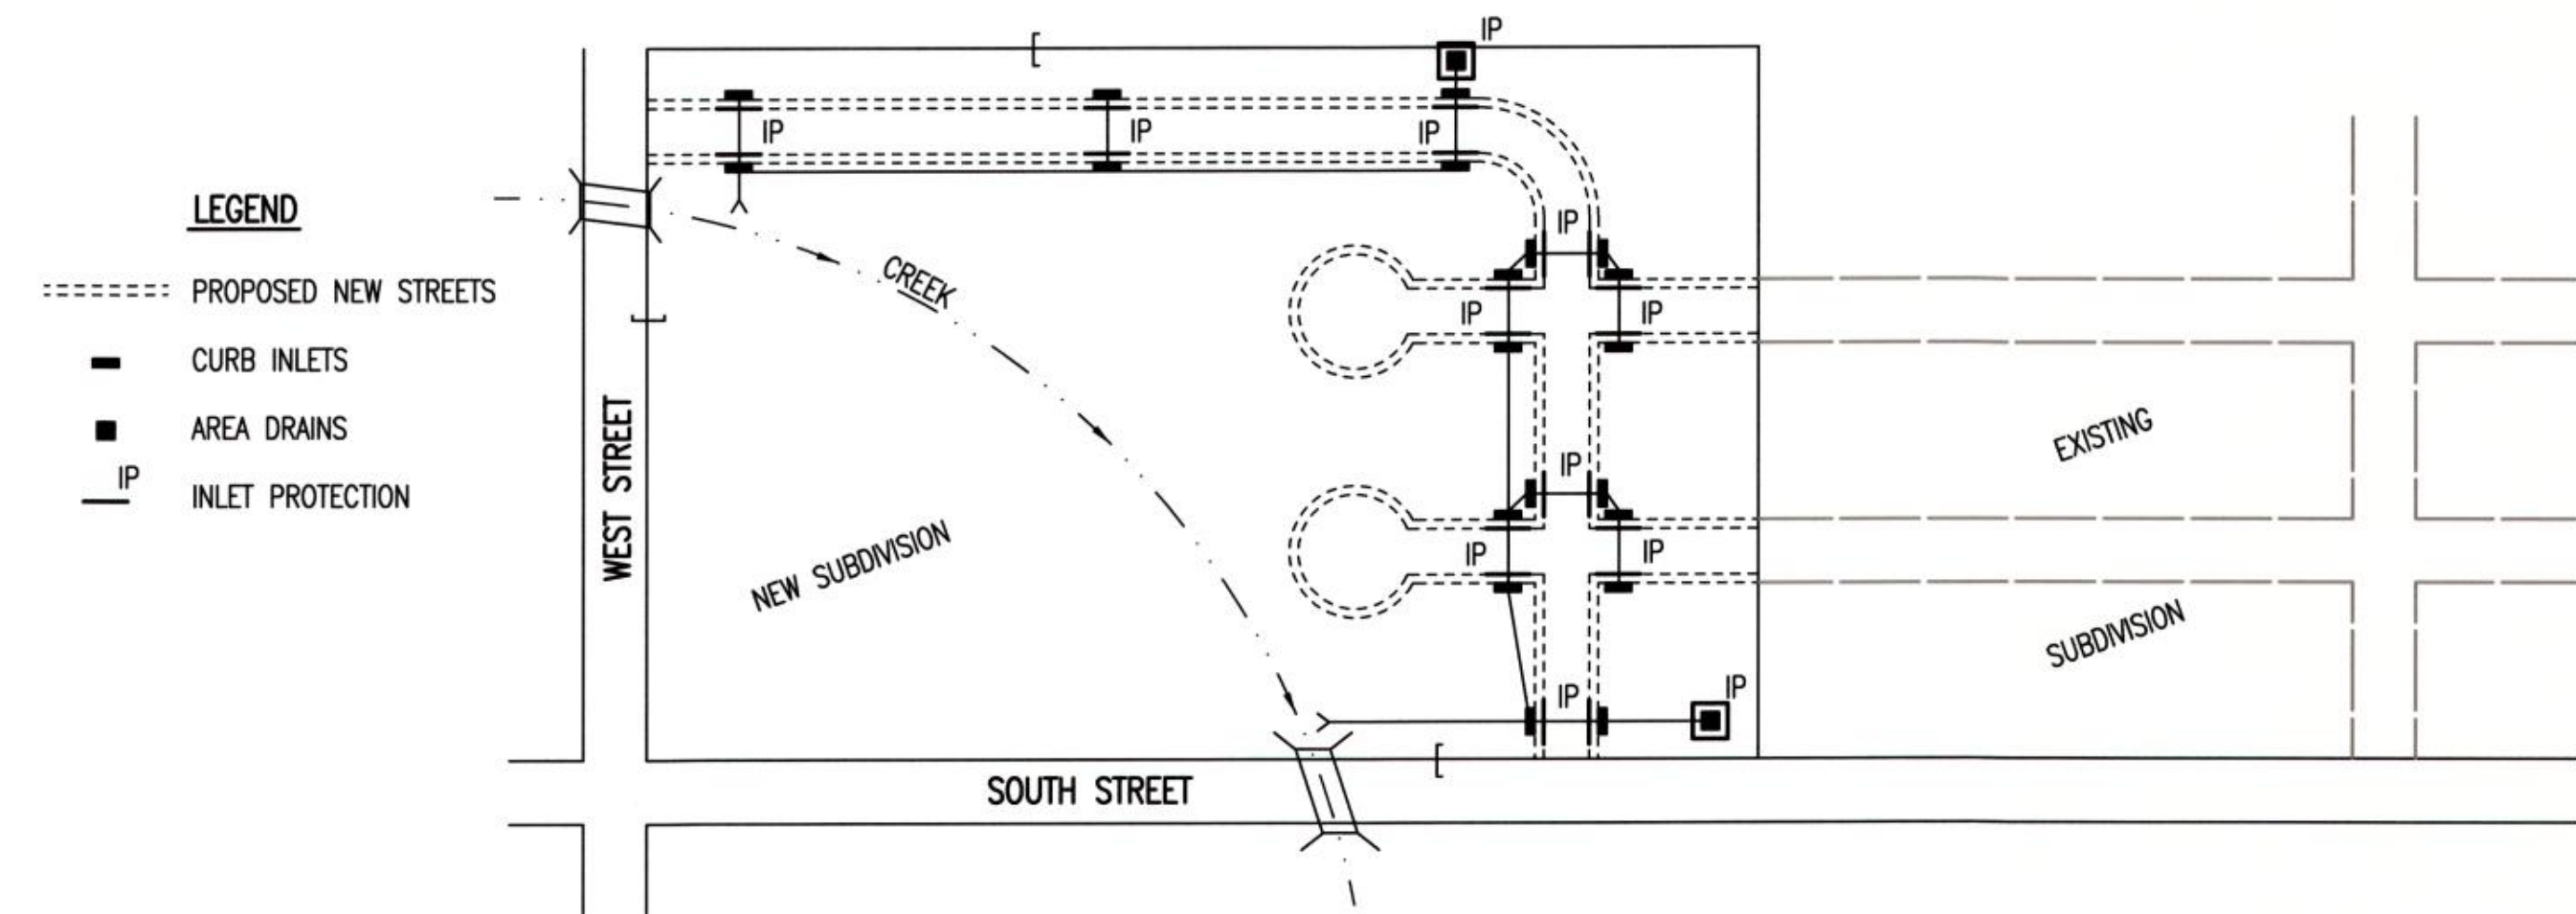 LEGEND
PROPOSED NEW STREETS
CURB INLETS
AREA DRAINS
IP
INLET PROTECTION
IP
IP
IP
IP
IP
IP
IP
IP
IP
IP
IP
IP
WEST STREET
CREEK
NEW SUBDIVISION
EXISTING
SUBDIVISION
SOUTH STREET